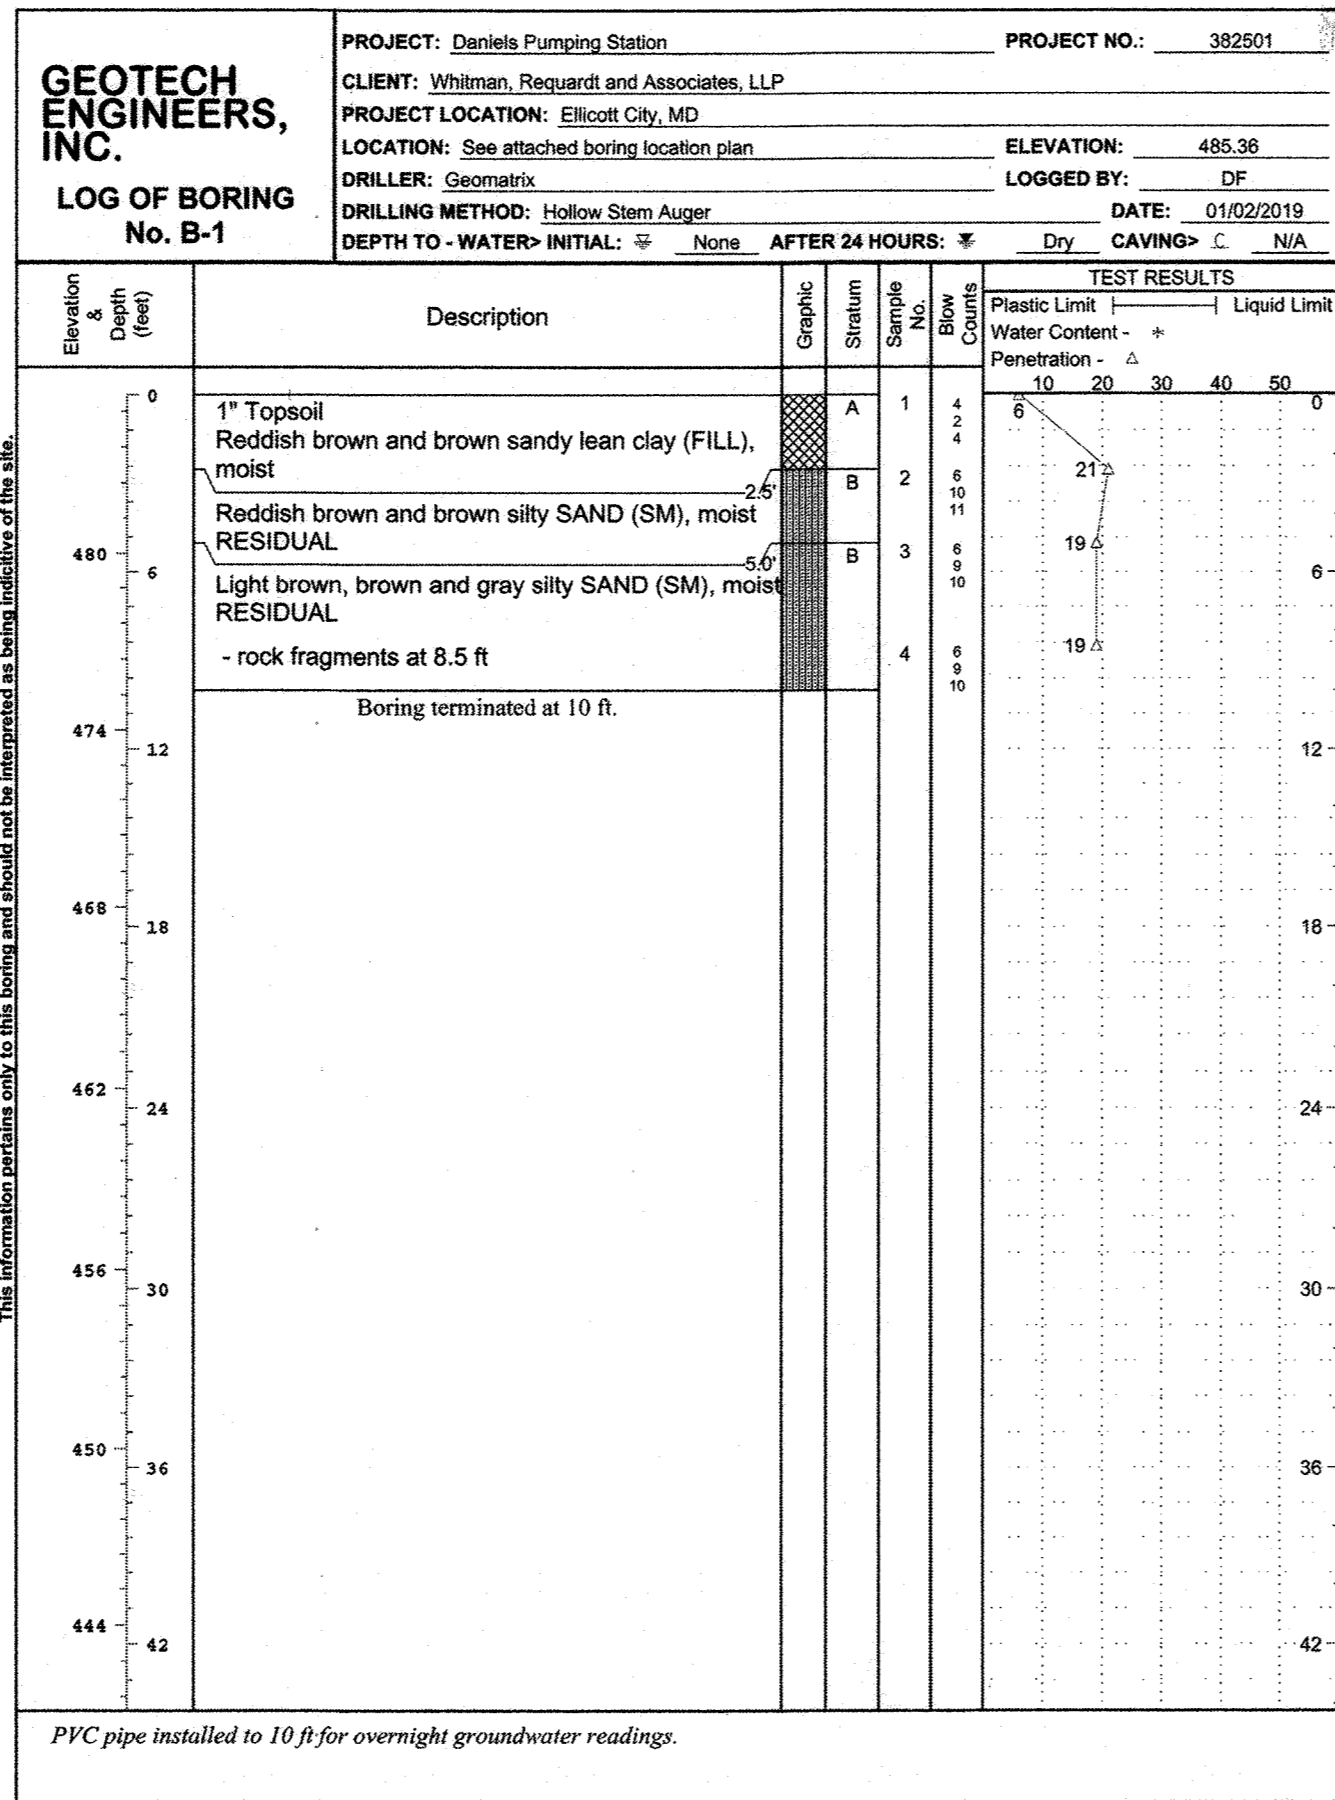 GEOTECH
ENGINEERS,
INC.
LOG OF BORING
No. B-1
PROJECT: Daniels Pumping Station PROJECT NO.: 382501
CLIENT: Whitman, Requardt and Associates, LLP
PROJECT LOCATION: Ellicott City, MD
LOCATION: See attached boring location plan ELEVATION: 485.36
DRILLER: Geomatrix LOGGED BY: DF
DRILLING METHOD: Hollow Stem Auger DATE: 01/02/2019
DEPTH TO - WATER> INITIAL: None AFTER 24 HOURS: Dry CAVING> C N/A
Elevation
&
Depth
(feet)
Description
Graphic
Stratum
Sample
No.
Blow
Counts
TEST RESULTS
Plastic Limit Liquid Limit
Water Content - *
Penetration - △
10 20 30 40 50
0
1" Topsoil
Reddish brown and brown sandy lean clay (FILL),
moist
2.5'
A 1 4
2
4
6
0
Reddish brown and brown silty SAND (SM), moist
RESIDUAL
5.0'
B 2 6
10
11
21
480
6
Light brown, brown and gray silty SAND (SM), moist
RESIDUAL
B 3 6
9
10
19
6
- rock fragments at 8.5 ft
4 6
9
10
19
Boring terminated at 10 ft.
474
12 12
468
18 18
462
24 24
456
30 30
450
36 36
444
42 42
PVC pipe installed to 10 ft for overnight groundwater readings.
This information pertains only to this boring and should not be interpreted as being indicitive of the site.